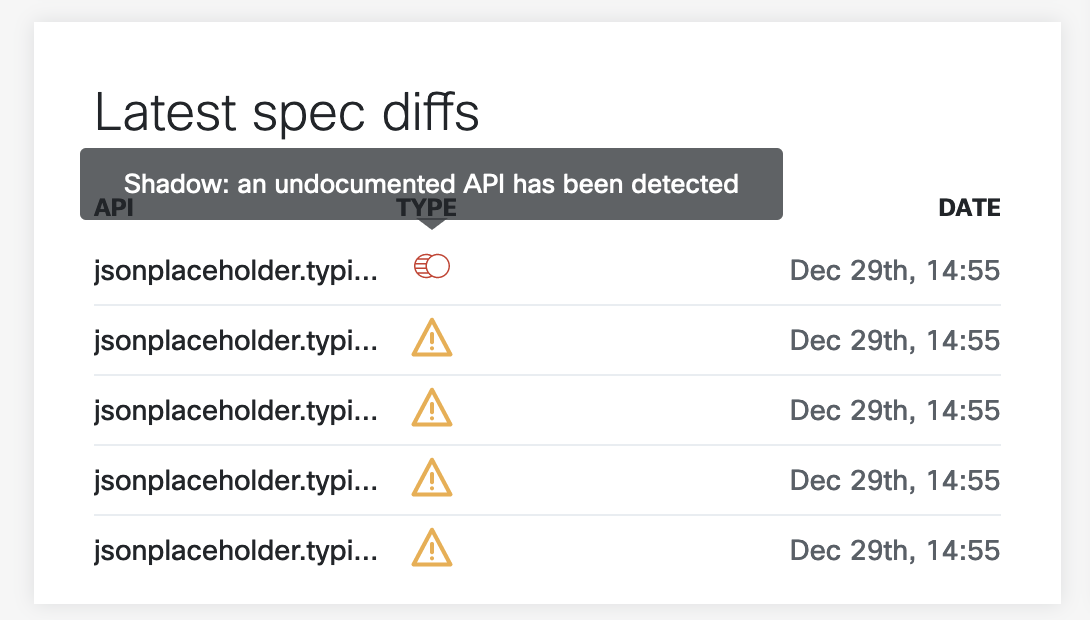 Latest spec diffs
Shadow: an undocumented API has been detected
API TYPE DATE
jsonplaceholder.typi... Dec 29th, 14:55
jsonplaceholder.typi... Dec 29th, 14:55
jsonplaceholder.typi... Dec 29th, 14:55
jsonplaceholder.typi... Dec 29th, 14:55
jsonplaceholder.typi... Dec 29th, 14:55